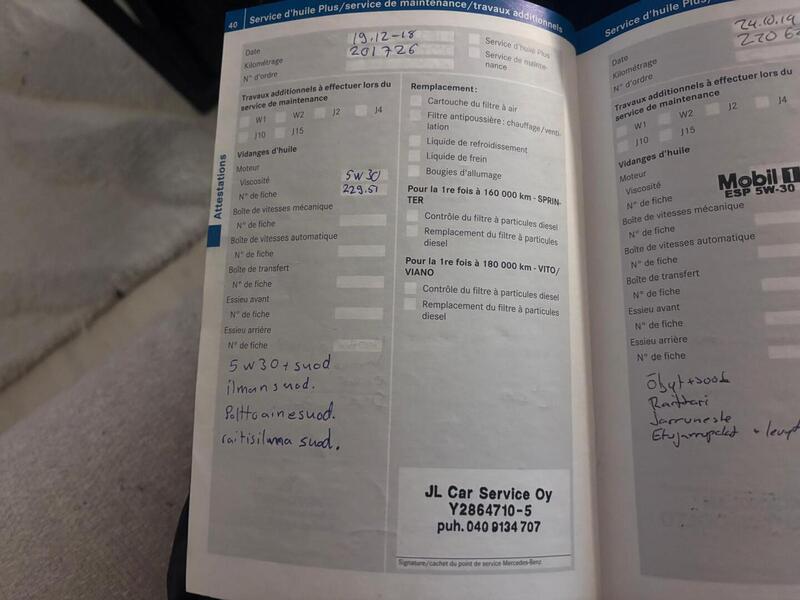 40 Service d'huile Plus/service de maintenance/travaux additionnels
Date 19.12-18
Kilométrage 201726
N° d'ordre
Service d'huile Plus
Service de mainte-
nance
Travaux additionnels à effectuer lors du
service de maintenance
W1 W2 J2 J4
J10 J15
Vidanges d'huile
Moteur
Viscosité 5W30
N° de fiche 229.51
Boîte de vitesses mécanique
N° de fiche
Boîte de vitesses automatique
N° de fiche
Boîte de transfert
N° de fiche
Essieu avant
N° de fiche
Essieu arrière
N° de fiche
5w30+suod
ilmansuod.
Polttoainesuod.
raitisilma suod.
Attestations
Remplacement:
Cartouche du filtre à air
Filtre antipoussière : chauffage/venti-
lation
Liquide de refroidissement
Liquide de frein
Bougies d'allumage
Pour la 1re fois à 160 000 km - SPRIN-
TER
Contrôle du filtre à particules diesel
Remplacement du filtre à particules
diesel
Pour la 1re fois à 180 000 km - VITO/
VIANO
Contrôle du filtre à particules diesel
Remplacement du filtre à particules
diesel
JL Car Service Oy
Y2864710-5
puh. 040 9134 707
Signature/cachet du point de service Mercedes-Benz
Service d'huile Plus/
Date 24.10.19
Kilométrage
N° d'ordre
Travaux additionnels à effectuer lors du
service de maintenance
W1 W2 J2 J4
J10 J15
Vidanges d'huile
Moteur
Viscosité
N° de fiche
Mobil 1
ESP 5W-30
Boîte de vitesses mécanique
N° de fiche
Boîte de vitesses automatique
N° de fiche
Boîte de transfert
N° de fiche
Essieu avant
N° de fiche
Essieu arrière
N° de fiche
Raittari
Jarruneste